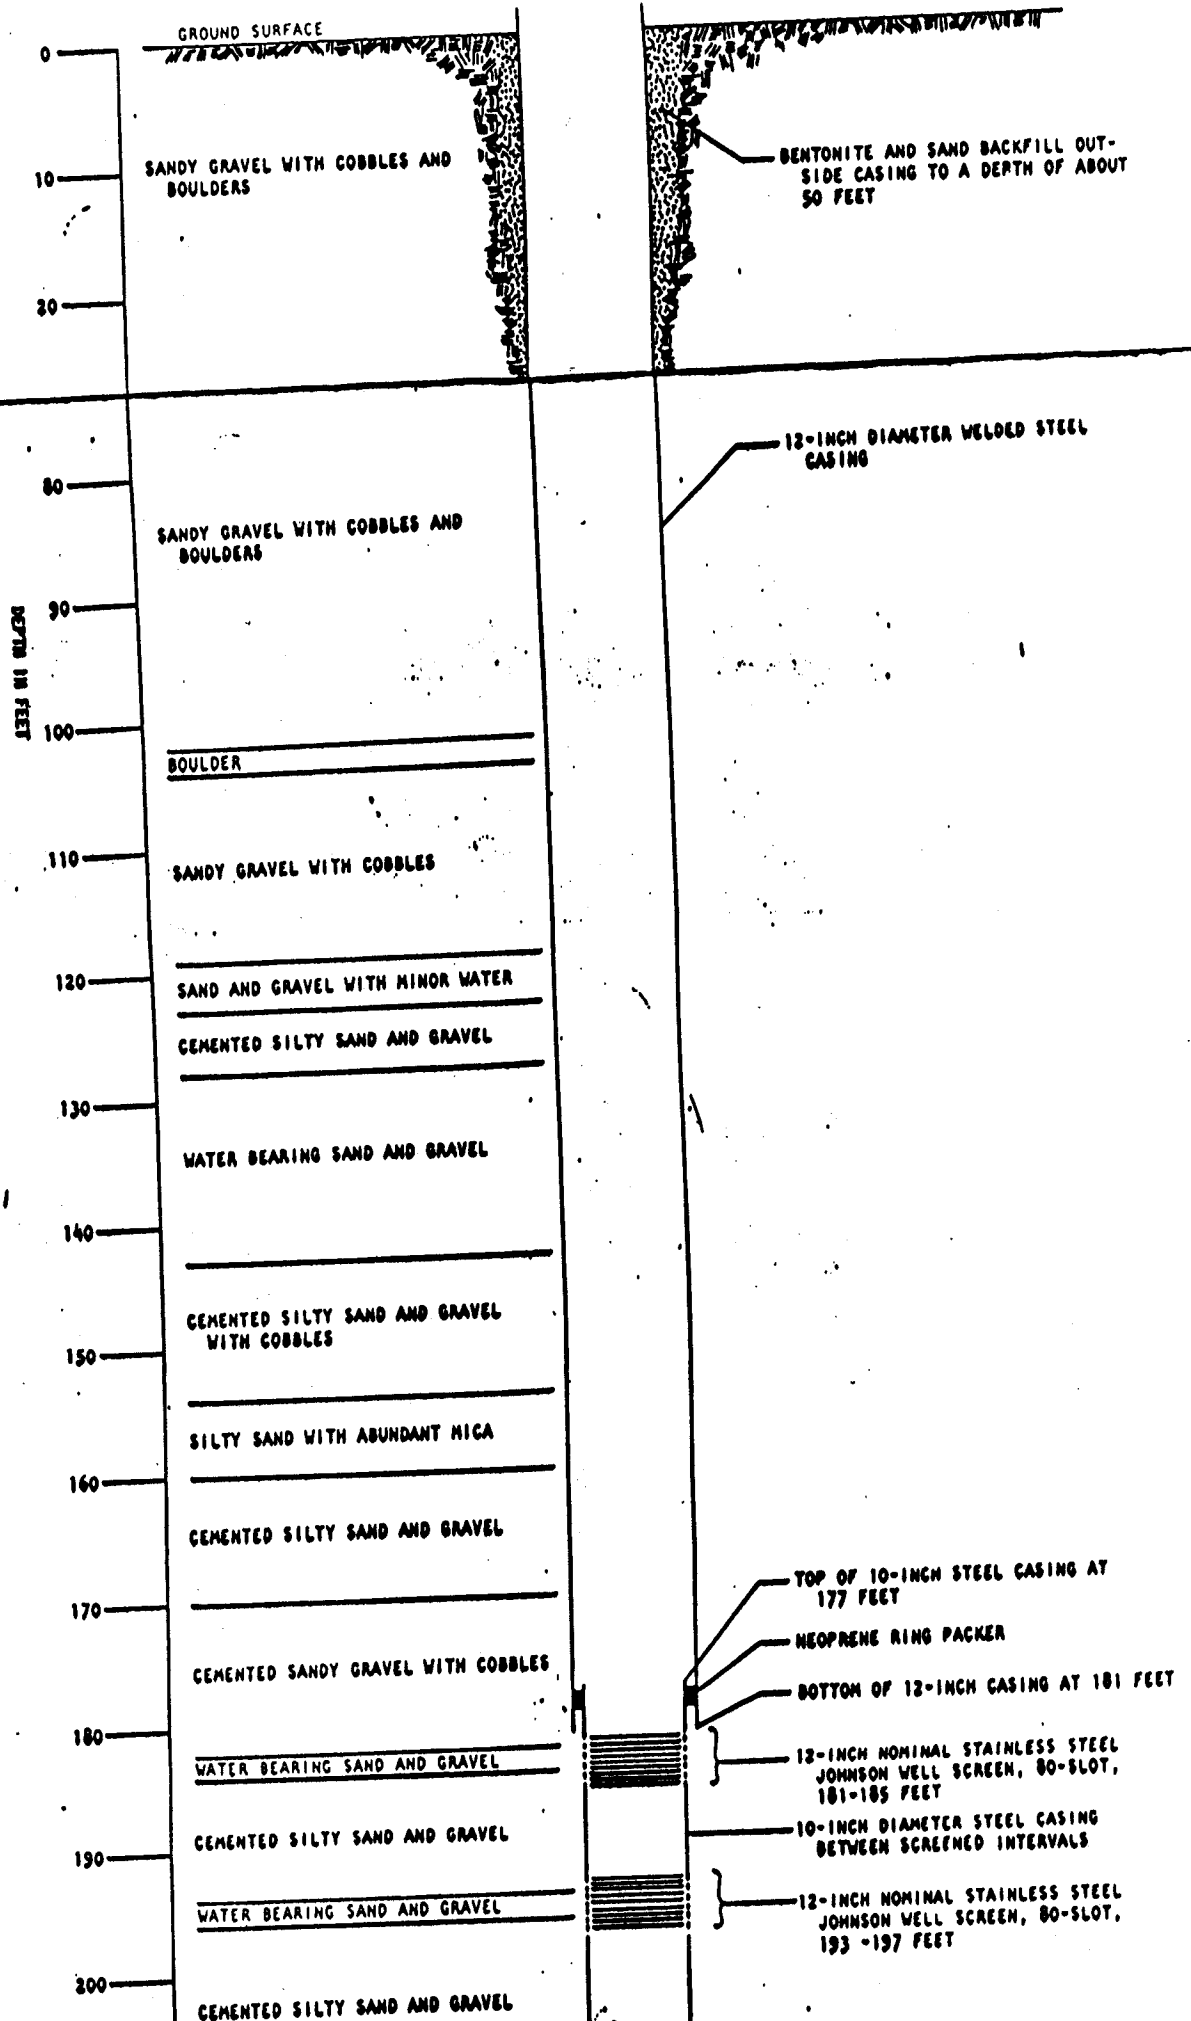 GROUND SURFACE
0
SANDY GRAVEL WITH COBBLES AND
BOULDERS
10
20
BENTONITE AND SAND BACKFILL OUT-
SIDE CASING TO A DEPTH OF ABOUT
50 FEET
12-INCH DIAMETER WELDED STEEL
CASING
80
SANDY GRAVEL WITH COBBLES AND
BOULDERS
90
DEPTH IN FEET
100
BOULDER
110
SANDY GRAVEL WITH COBBLES
120
SAND AND GRAVEL WITH MINOR WATER
CEMENTED SILTY SAND AND GRAVEL
130
WATER BEARING SAND AND GRAVEL
140
CEMENTED SILTY SAND AND GRAVEL
WITH COBBLES
150
SILTY SAND WITH ABUNDANT MICA
160
CEMENTED SILTY SAND AND GRAVEL
170
TOP OF 10-INCH STEEL CASING AT
177 FEET
NEOPRENE RING PACKER
CEMENTED SANDY GRAVEL WITH COBBLES
BOTTOM OF 12-INCH CASING AT 181 FEET
180
WATER BEARING SAND AND GRAVEL
12-INCH NOMINAL STAINLESS STEEL
JOHNSON WELL SCREEN, 80-SLOT,
181-185 FEET
CEMENTED SILTY SAND AND GRAVEL
10-INCH DIAMETER STEEL CASING
BETWEEN SCREENED INTERVALS
190
WATER BEARING SAND AND GRAVEL
12-INCH NOMINAL STAINLESS STEEL
JOHNSON WELL SCREEN, 80-SLOT,
193 -197 FEET
200
CEMENTED SILTY SAND AND GRAVEL